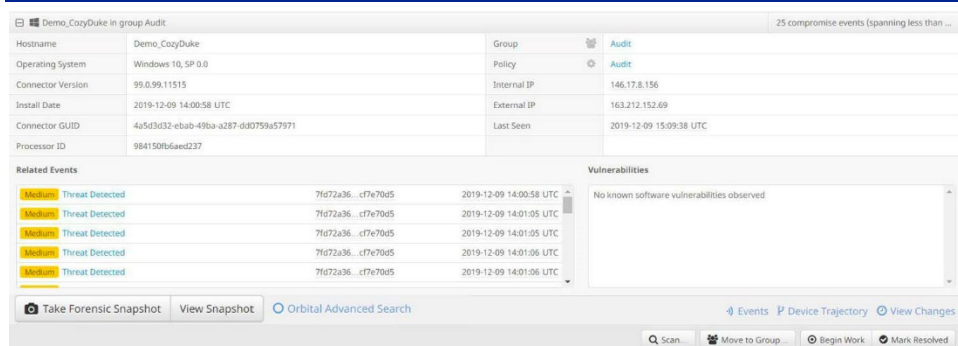 Demo_CozyDuke in group Audit 25 compromise events (spanning less than ...
Hostname Demo_CozyDuke Group Audit
Operating System Windows 10, SP 0.0 Policy Audit
Connector Version 99.0.99.11515 Internal IP 146.17.8.156
Install Date 2019-12-09 14:00:58 UTC External IP 163.212.152.69
Connector GUID 4a5d3d32-ebab-49ba-a287-dd0759a57971 Last Seen 2019-12-09 15:09:38 UTC
Processor ID 984150fb6aed237
Related Events Vulnerabilities
Medium Threat Detected 7fd72a36...cf7e70d5 2019-12-09 14:00:58 UTC No known software vulnerabilities observed
Medium Threat Detected 7fd72a36...cf7e70d5 2019-12-09 14:01:05 UTC
Medium Threat Detected 7fd72a36...cf7e70d5 2019-12-09 14:01:05 UTC
Medium Threat Detected 7fd72a36...cf7e70d5 2019-12-09 14:01:06 UTC
Medium Threat Detected 7fd72a36...cf7e70d5 2019-12-09 14:01:06 UTC
Take Forensic Snapshot View Snapshot Orbital Advanced Search Events Device Trajectory View Changes
Scan... Move to Group... Begin Work Mark Resolved